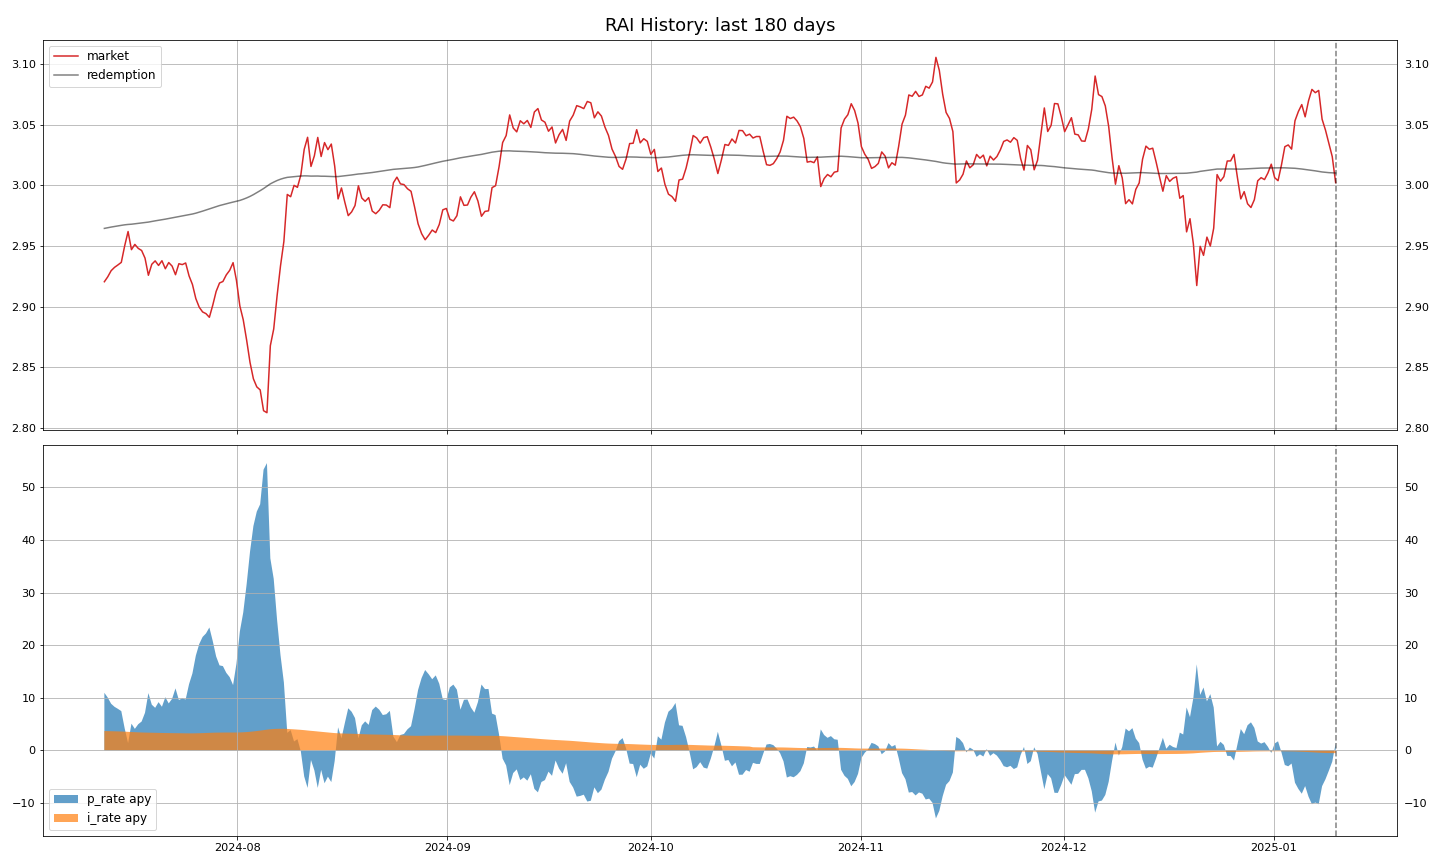 RAI History: last 180 days
market
redemption
3.10 3.10
3.05 3.05
3.00 3.00
2.95 2.95
2.90 2.90
2.85 2.85
2.80 2.80
50 50
40 40
30 30
20 20
10 10
0 0
−10 −10
p_rate apy
i_rate apy
2024-08 2024-09 2024-10 2024-11 2024-12 2025-01